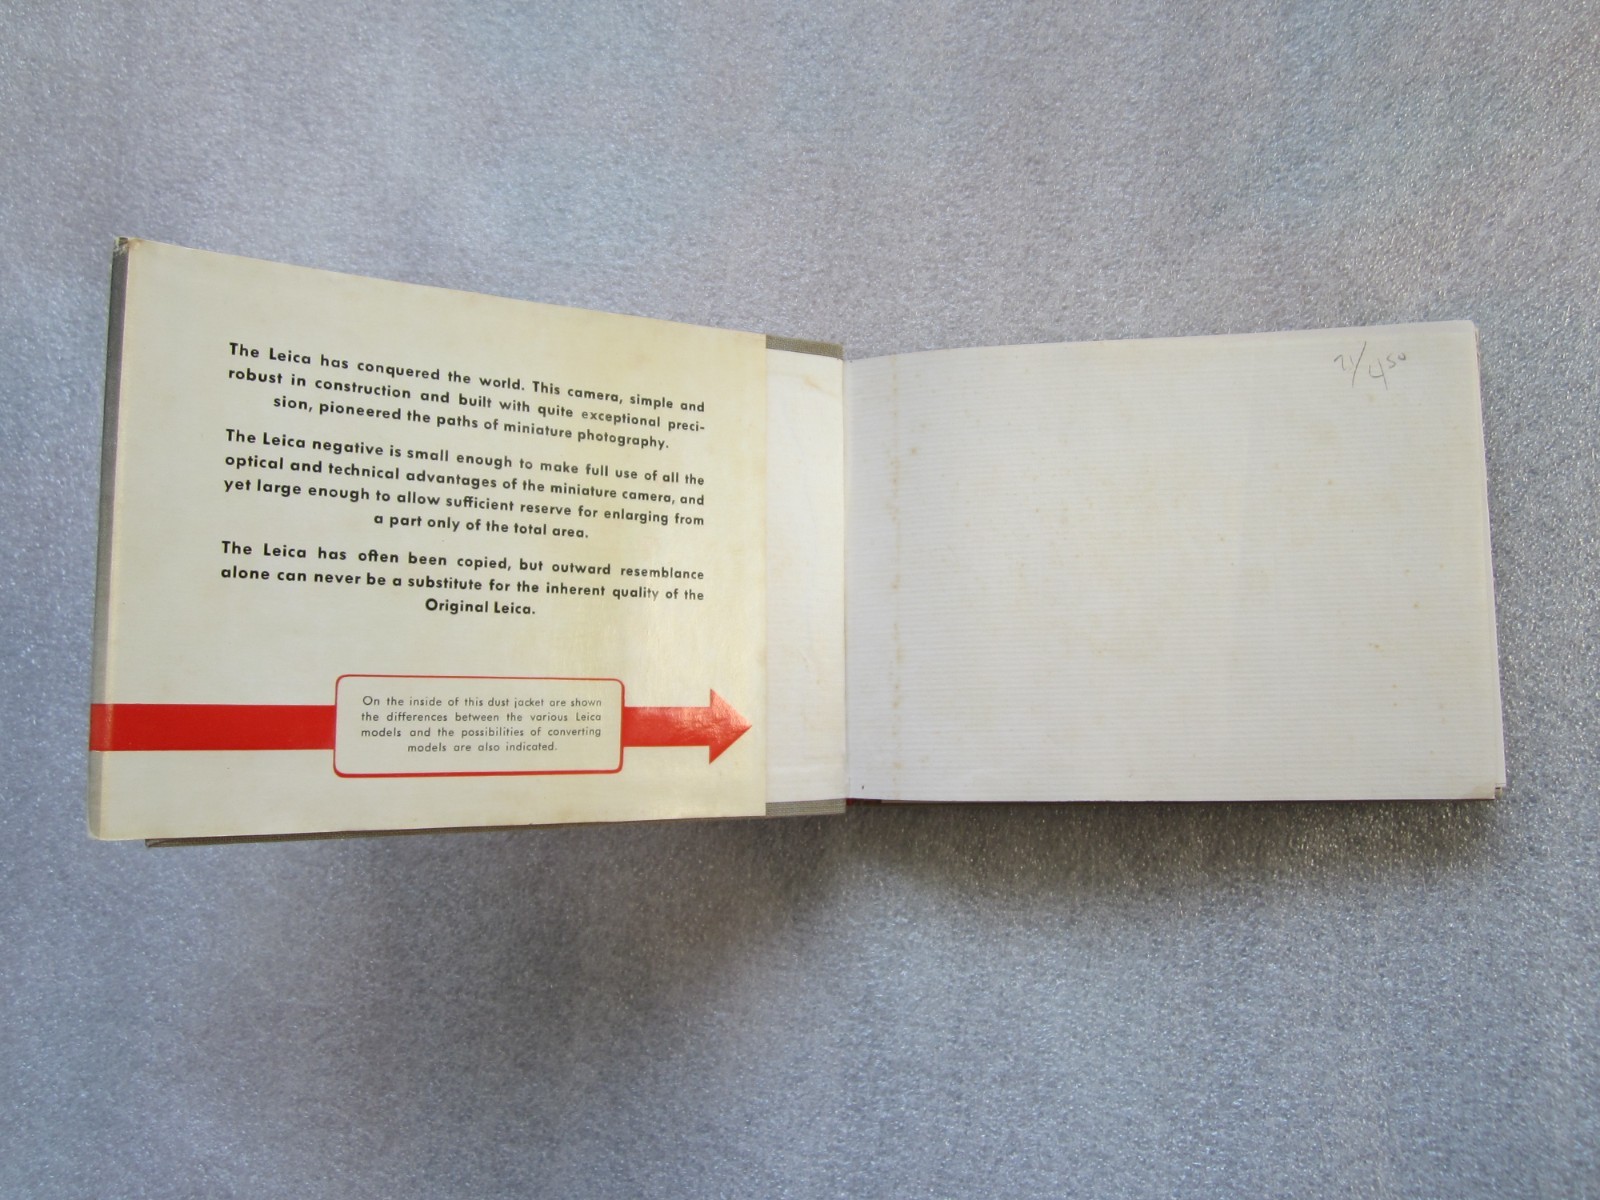 The Leica has conquered the world. This camera, simple and
robust in construction and built with quite exceptional preci-
sion, pioneered the paths of miniature photography.
The Leica negative is small enough to make full use of all the
optical and technical advantages of the miniature camera, and
yet large enough to allow sufficient reserve for enlarging from
a part only of the total area.
The Leica has often been copied, but outward resemblance
alone can never be a substitute for the inherent quality of the
Original Leica.
On the inside of this dust jacket are shown
the differences between the various Leica
models and the possibilities of converting
models are also indicated.